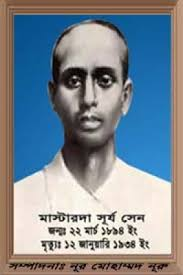 মাস্টারদা সূর্য সেন
জন্মঃ ২২ মার্চ ১৮৯৪ ইং
মৃত্যুঃ ১২ জানুয়ারি ১৯৩৪ ইং
সম্পাদনাঃ নূর মোহাম্মদ নূরু